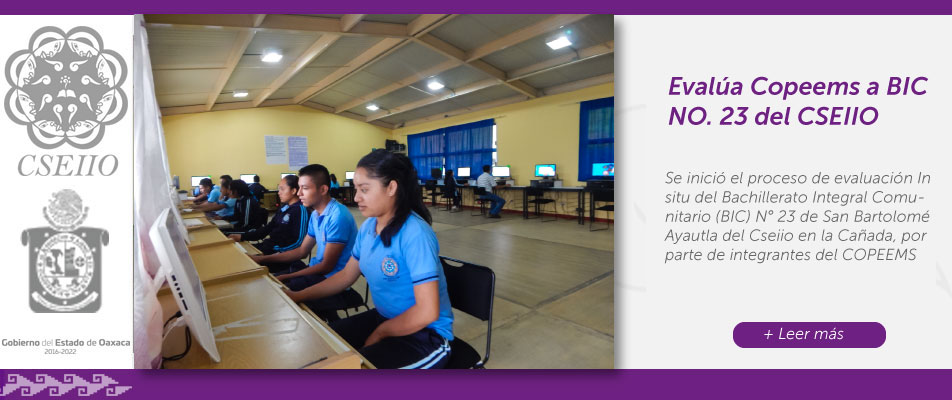 CSEIIO
Gobierno del Estado de Oaxaca
2016-2022
Evalúa Copeems a BIC
NO. 23 del CSEIIO
Se inició el proceso de evaluación In
situ del Bachillerato Integral Comu-
nitario (BIC) N° 23 de San Bartolomé
Ayautla del Cseiio en la Cañada, por
parte de integrantes del COPEEMS
+ Leer más